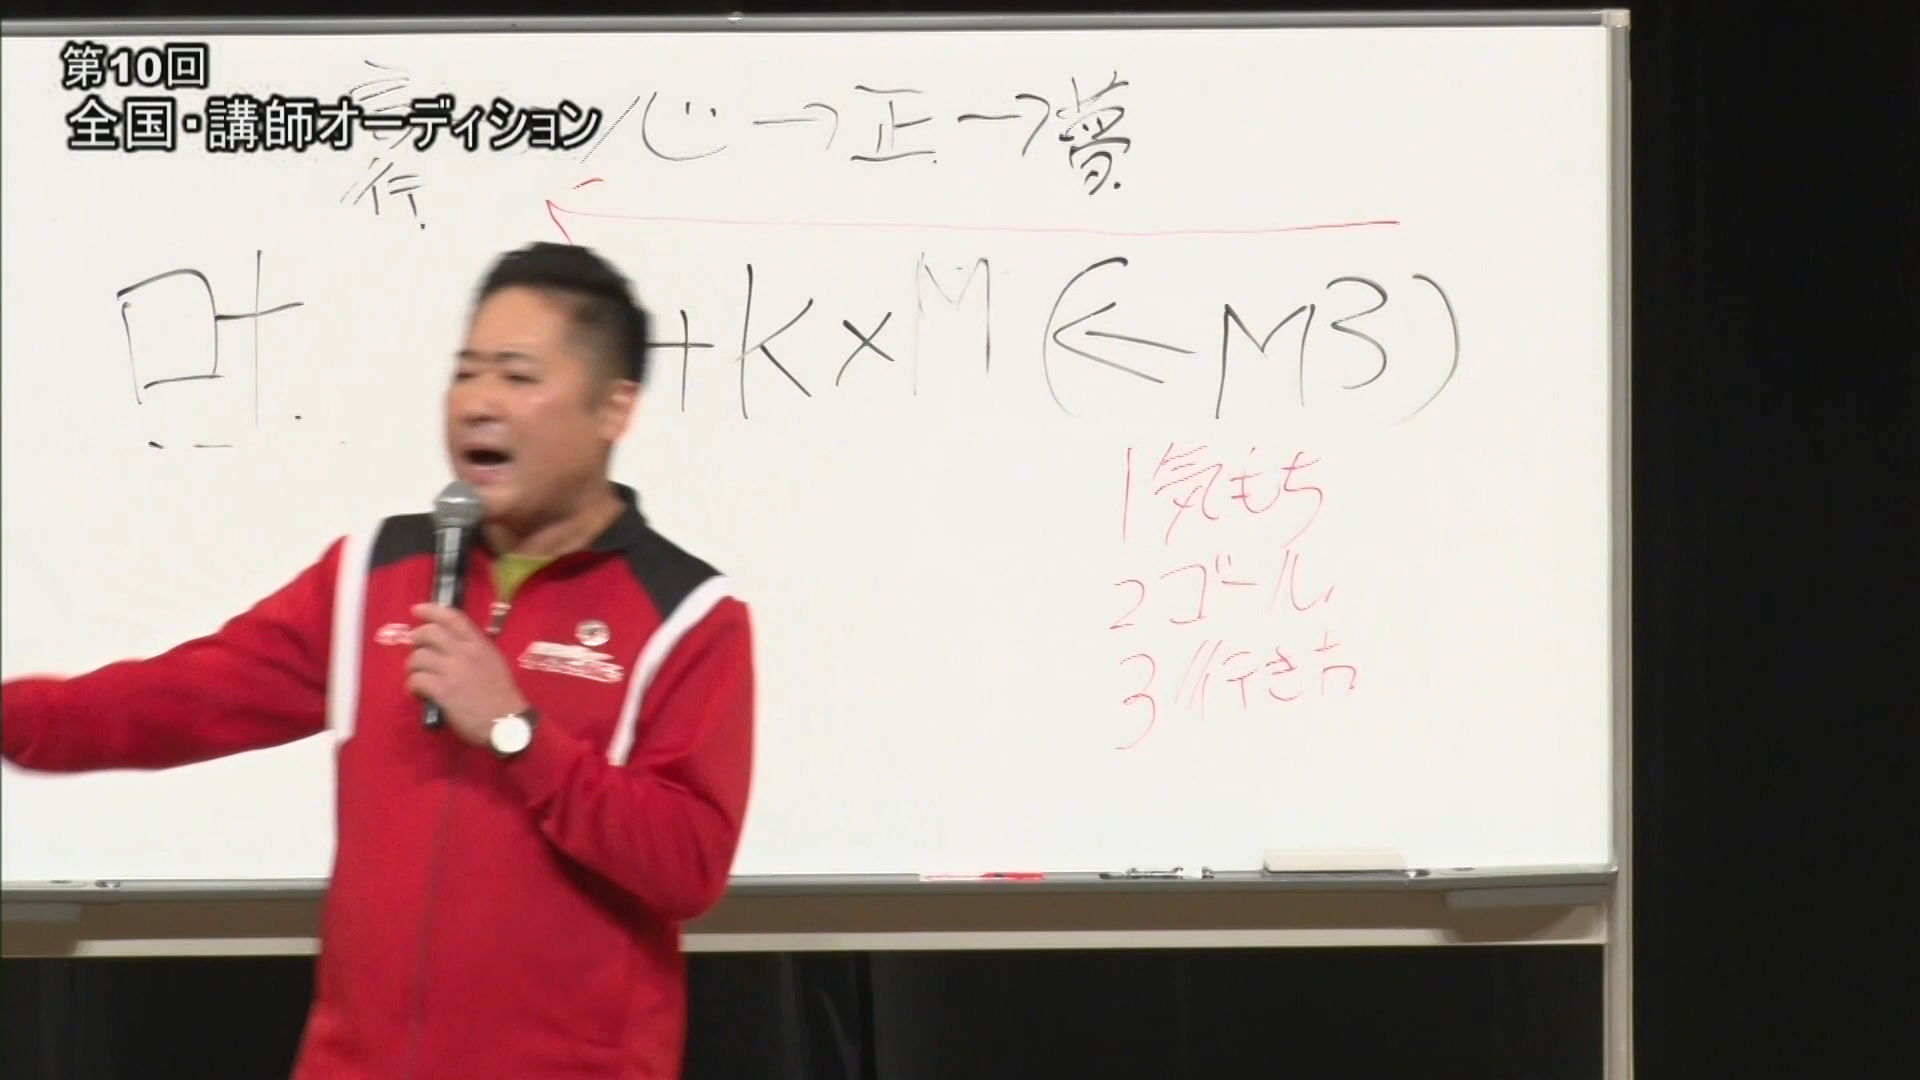 第10回
全国・講師オーディション
言
行
心→正→夢
叶 +K×M(←M3)
1気もち
2ゴール
3行き方